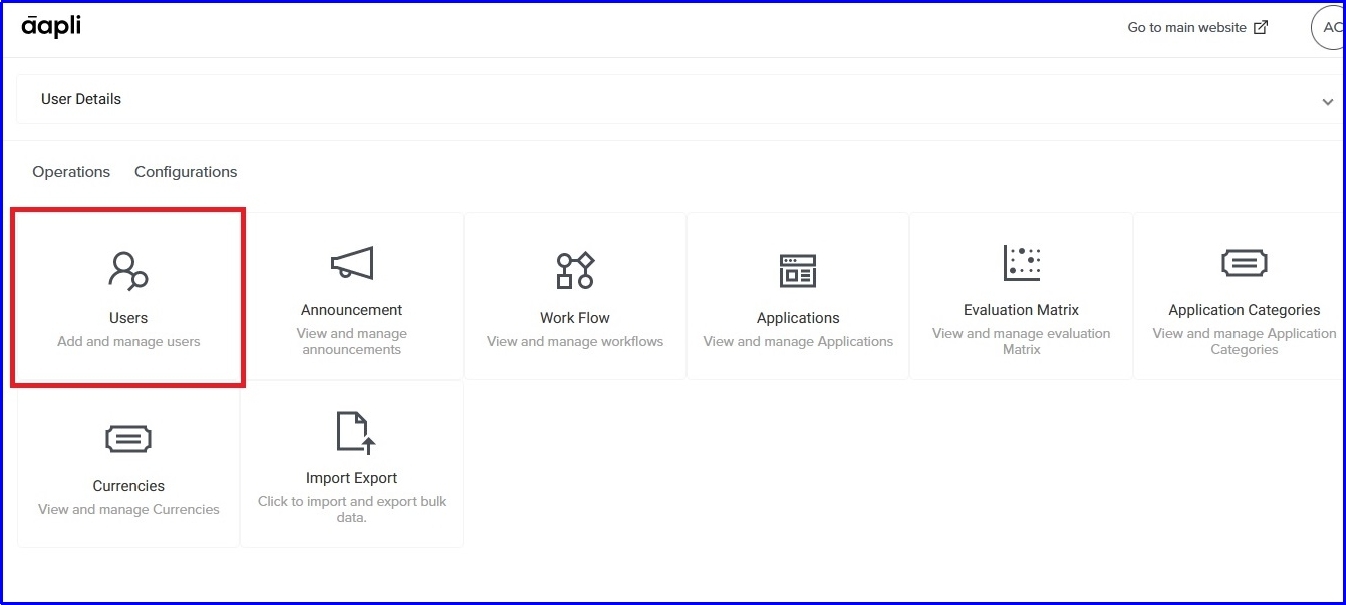 āapli
Go to main website
AC
User Details
Operations Configurations
Users
Add and manage users
Announcement
View and manage
announcements
Work Flow
View and manage workflows
Applications
View and manage Applications
Evaluation Matrix
View and manage evaluation
Matrix
Application Categories
View and manage Application
Categories
Currencies
View and manage Currencies
Import Export
Click to import and export bulk
data.